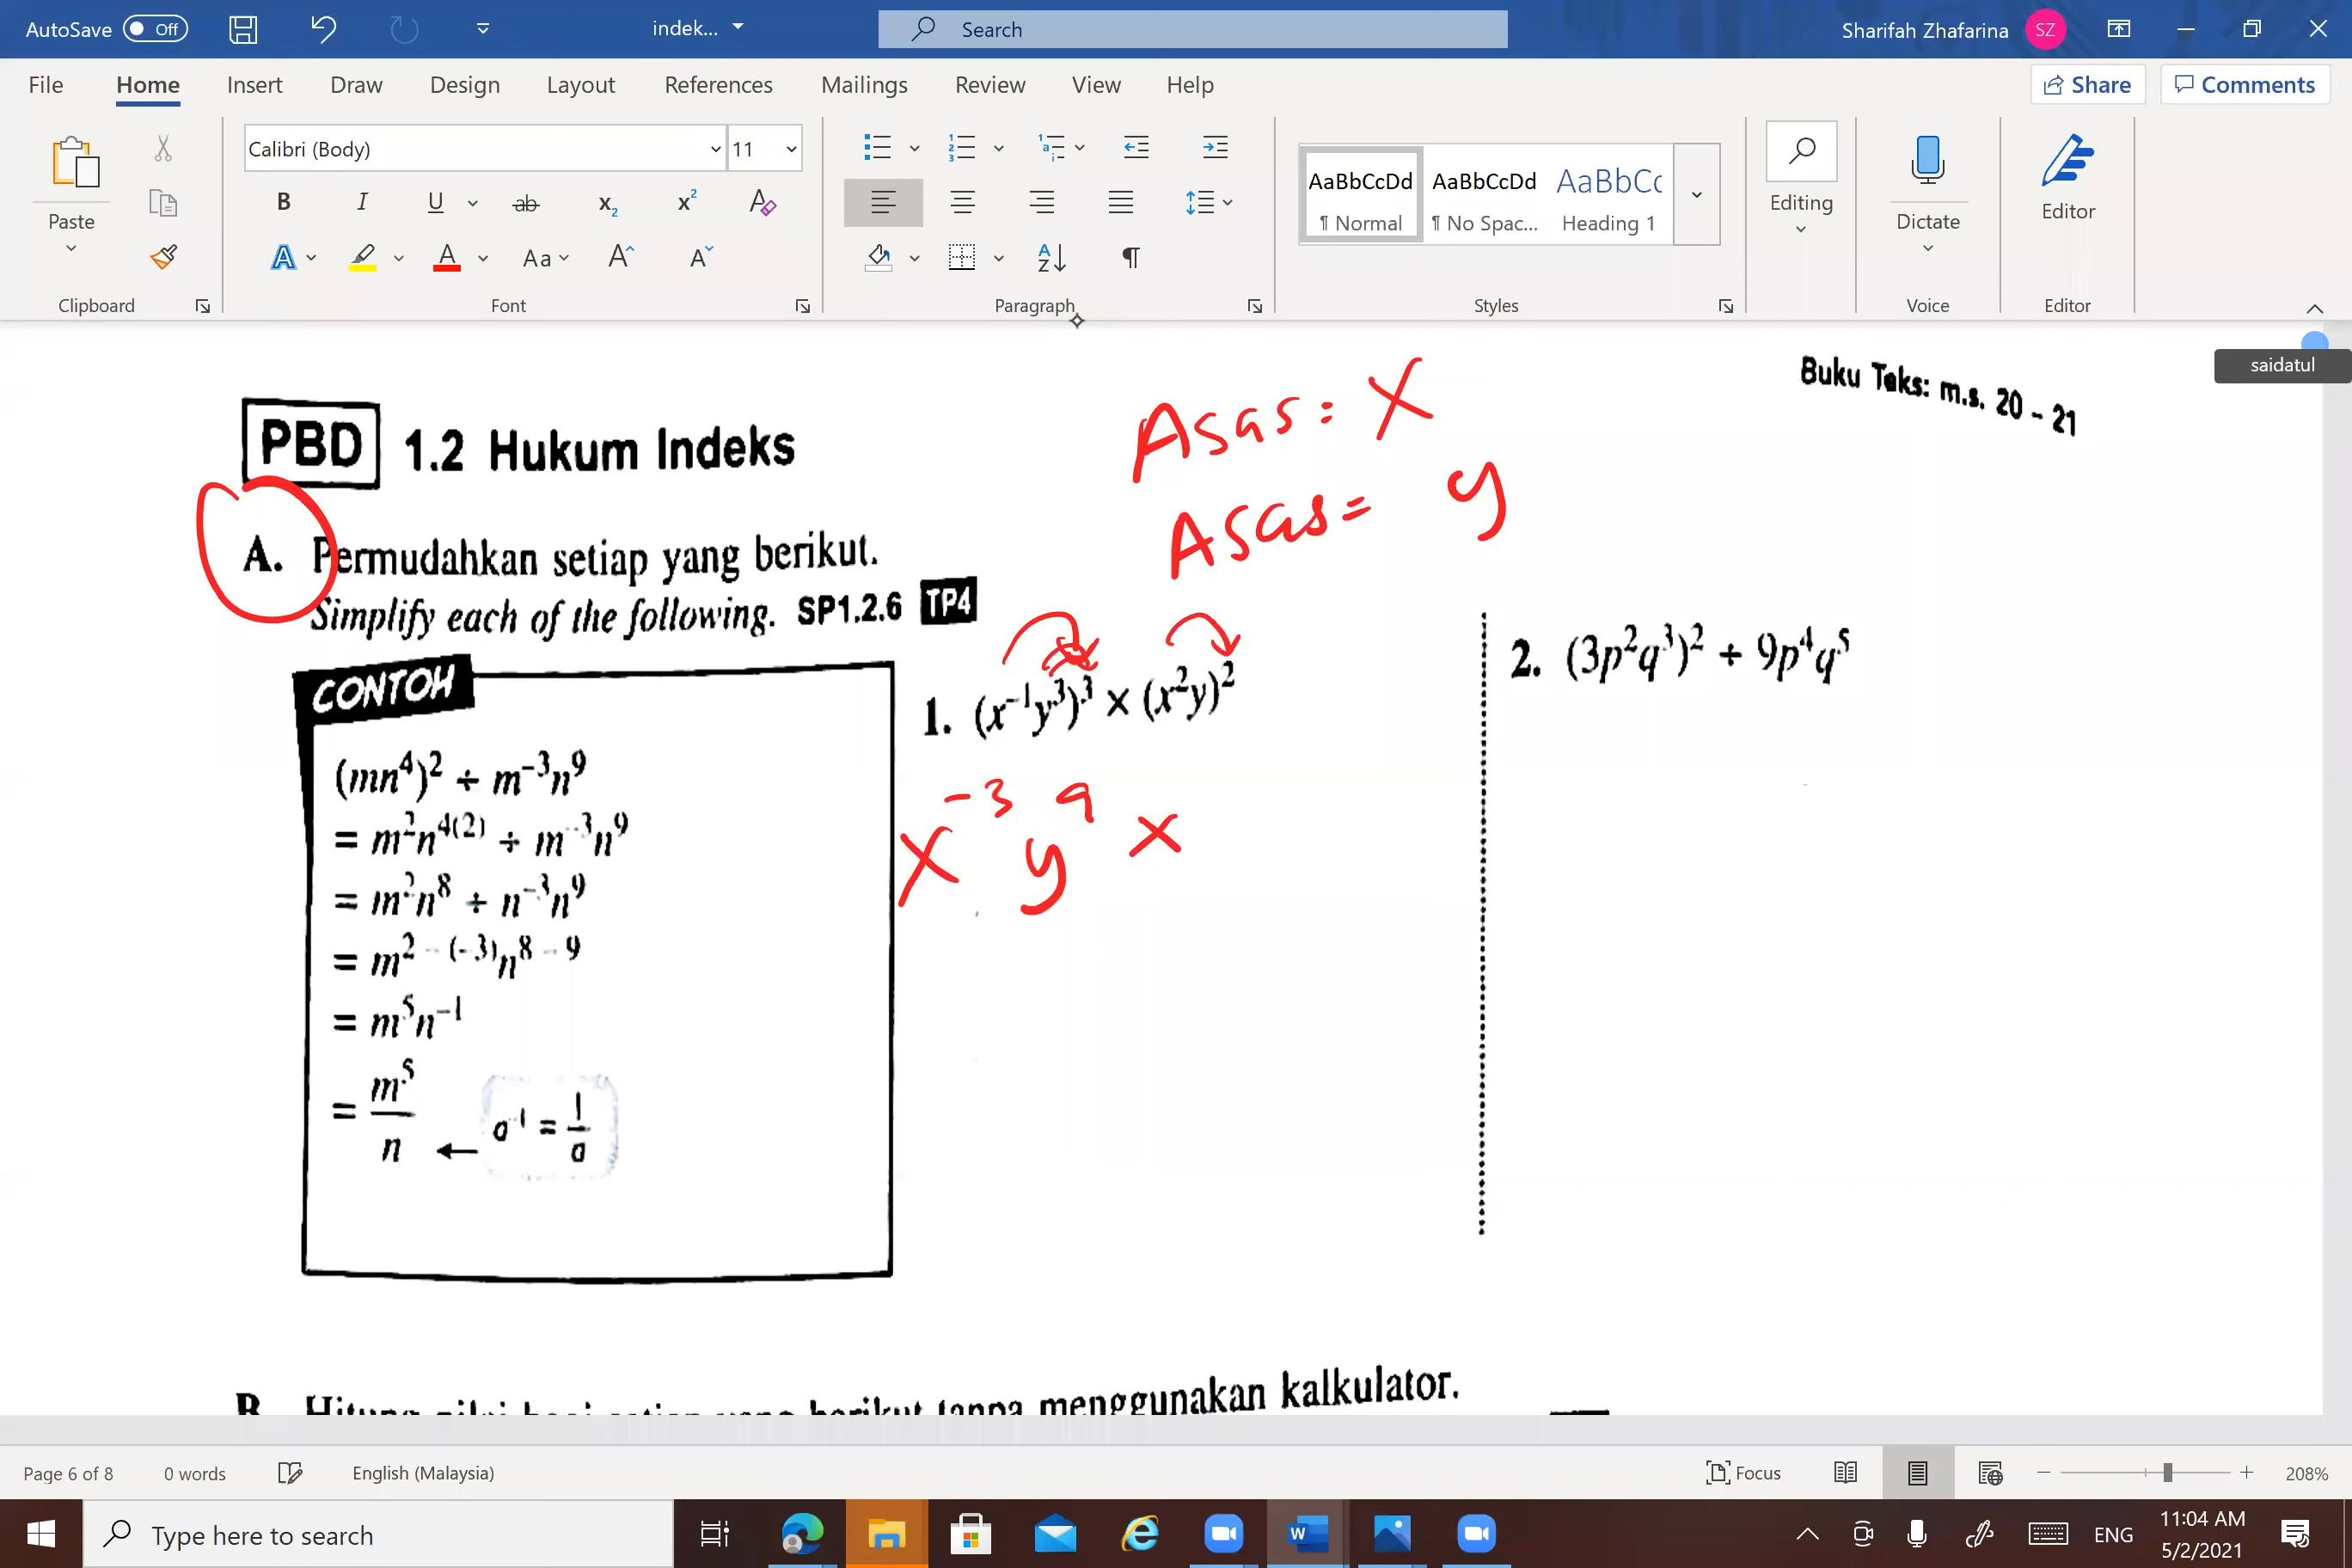 AutoSave Off indek... Search Sharifah Zhafarina SZ
File Home Insert Draw Design Layout References Mailings Review View Help Share Comments
Paste Calibri (Body) 11 AaBbCcDd AaBbCcDd AaBbCc Editing Dictate Editor
¶ Normal ¶ No Spac... Heading 1
Clipboard Font Paragraph Styles Voice Editor
saidatul
Buku Teks: m.s. 20 - 21
Asas = x
Asas = y
PBD 1.2 Hukum Indeks
A. Permudahkan setiap yang berikut.
Simplify each of the following. SP1.2.6 TP4
CONTOH
(mn⁴)² ÷ m⁻³n⁹
= m²n⁴⁽²⁾ ÷ m⁻³n⁹
= m²n⁸ ÷ n⁻³n⁹
= m²⁻⁽⁻³⁾n⁸⁻⁹
= m⁵n⁻¹
= m⁵/n ← a⁻¹ = 1/a
1. (x⁻¹y³)³ × (x²y)²
x⁻³ y⁹ ×
2. (3p²q³)² ÷ 9p⁴q⁵
B. Hitung nilai bagi setiap yang berikut tanpa menggunakan kalkulator.
Page 6 of 8 0 words English (Malaysia) Focus 208%
Type here to search ENG 11:04 AM
5/2/2021